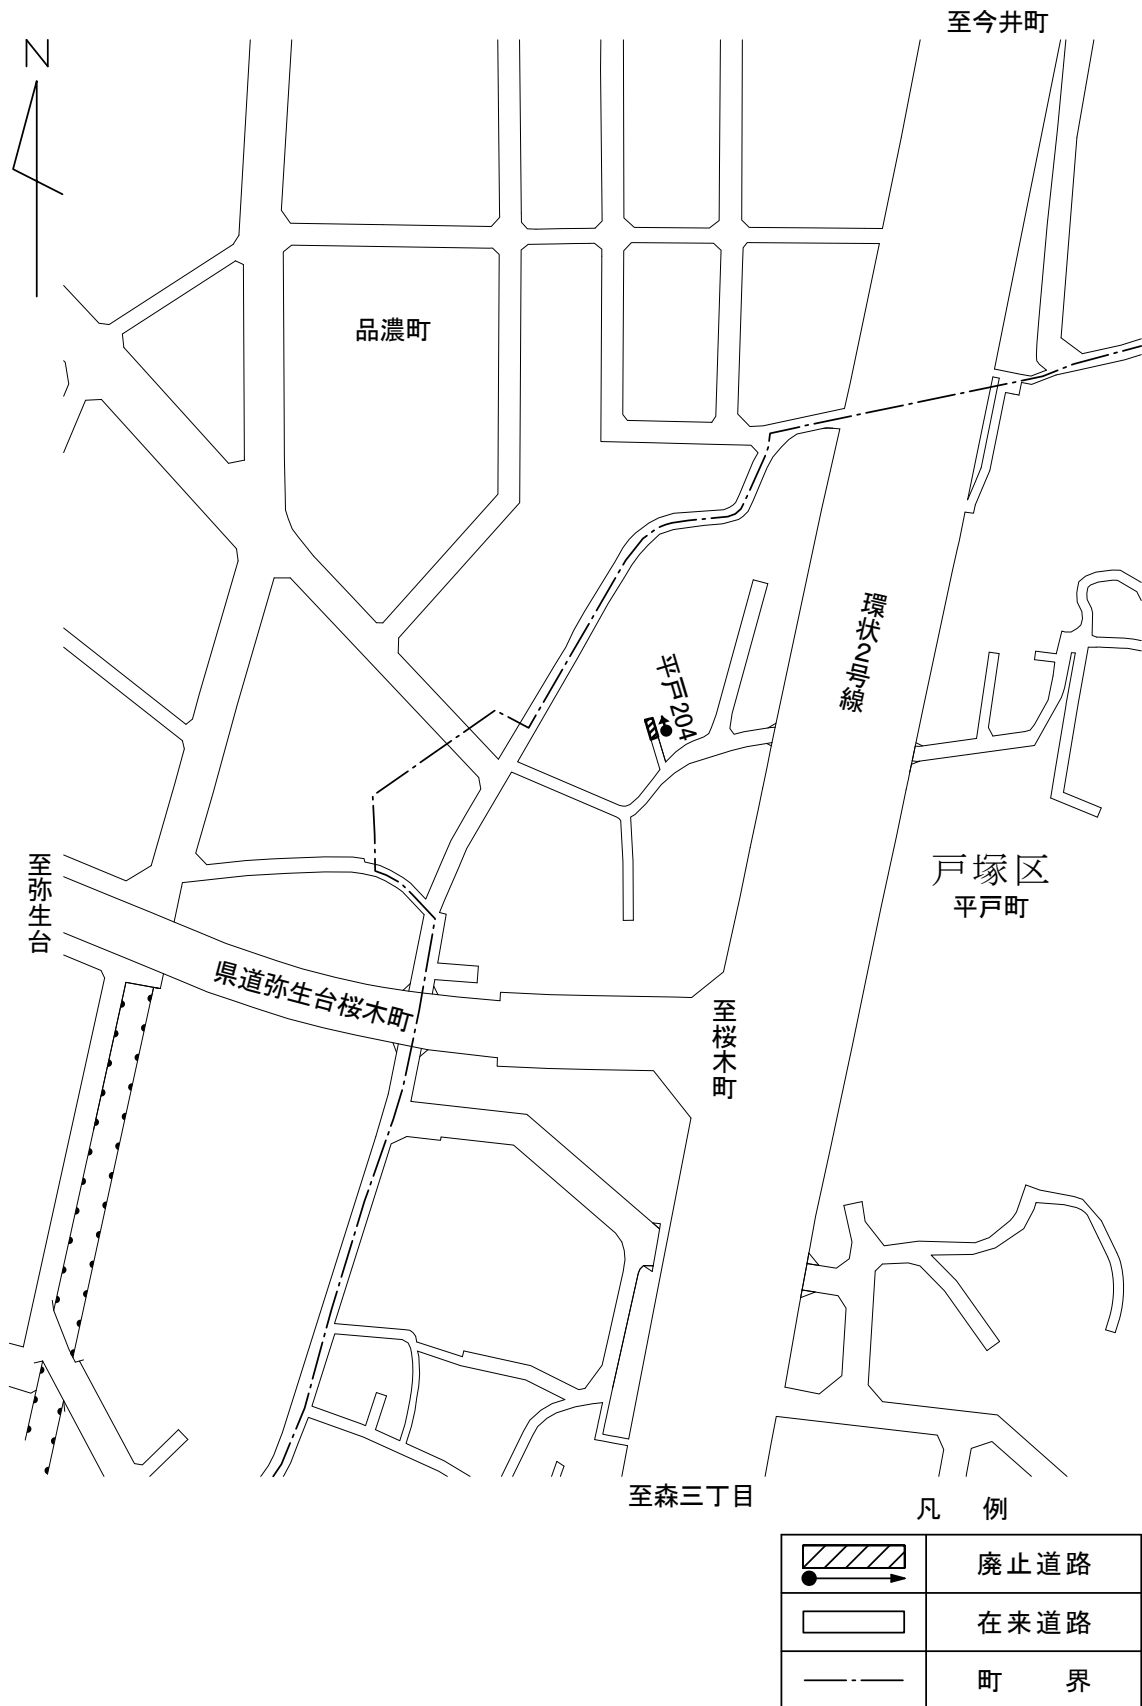 至今井町
N
品濃町
環状2号線
平戸204
至弥生台
戸塚区
平戸町
県道弥生台桜木町
至桜木町
至森三丁目
凡 例
廃止道路
在来道路
町 界